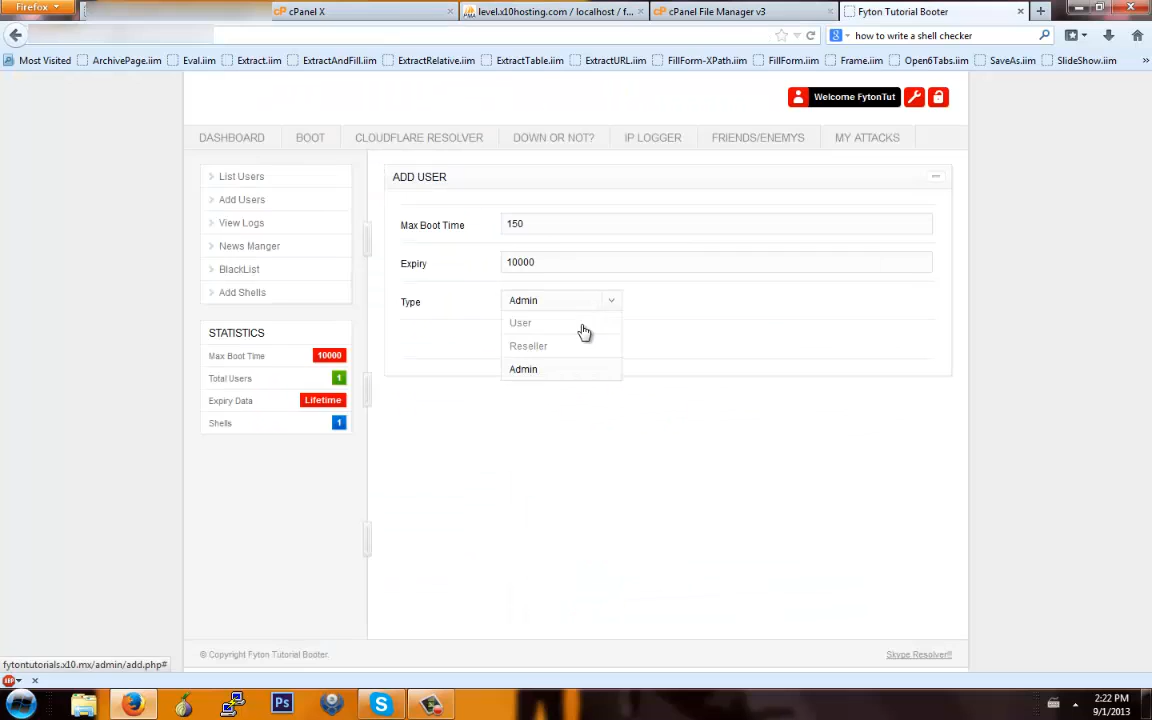 Firefox
cPanel X
level.x10hosting.com / localhost / f...
cPanel File Manager v3
Fyton Tutorial Booter
how to write a shell checker
Most Visited
ArchivePage.iim
Eval.iim
Extract.iim
ExtractAndFill.iim
ExtractRelative.iim
ExtractTable.iim
ExtractURL.iim
FillForm-XPath.iim
FillForm.iim
Frame.iim
Open6Tabs.iim
SaveAs.iim
SlideShow.iim
Welcome FytonTut
DASHBOARD
BOOT
CLOUDFLARE RESOLVER
DOWN OR NOT?
IP LOGGER
FRIENDS/ENEMYS
MY ATTACKS
List Users
Add Users
View Logs
News Manger
BlackList
Add Shells
STATISTICS
Max Boot Time 10000
Total Users 1
Expiry Data Lifetime
Shells 1
ADD USER
Max Boot Time 150
Expiry 10000
Type Admin
User
Reseller
Admin
© Copyright Fyton Tutorial Booter.
Skype Resolver!!
fytontutorials.x10.mx/admin/add.php#
2:22 PM
9/1/2013